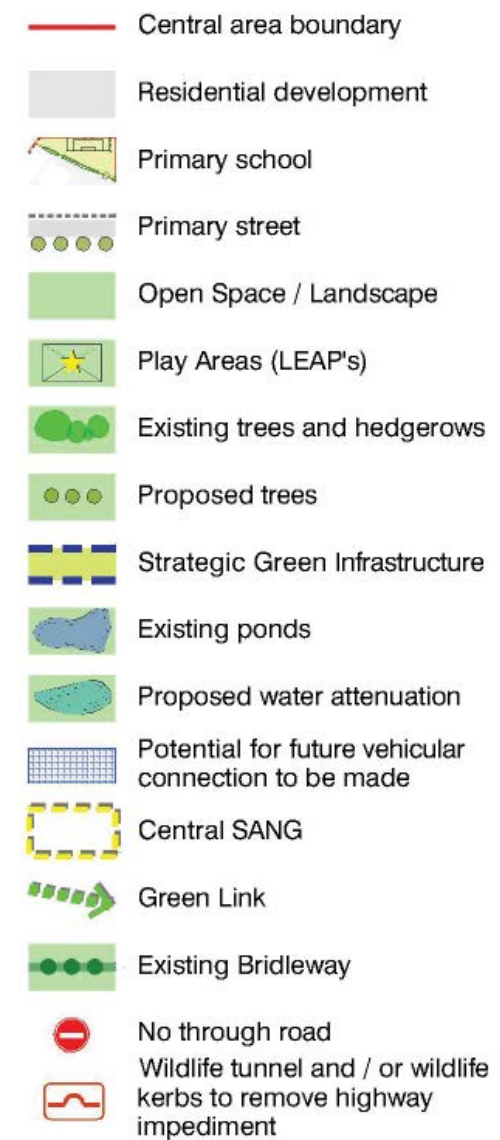 Central area boundary
Residential development
Primary school
Primary street
Open Space / Landscape
Play Areas (LEAP's)
Existing trees and hedgerows
Proposed trees
Strategic Green Infrastructure
Existing ponds
Proposed water attenuation
Potential for future vehicular
connection to be made
Central SANG
Green Link
Existing Bridleway
No through road
Wildlife tunnel and / or wildlife
kerbs to remove highway
impediment